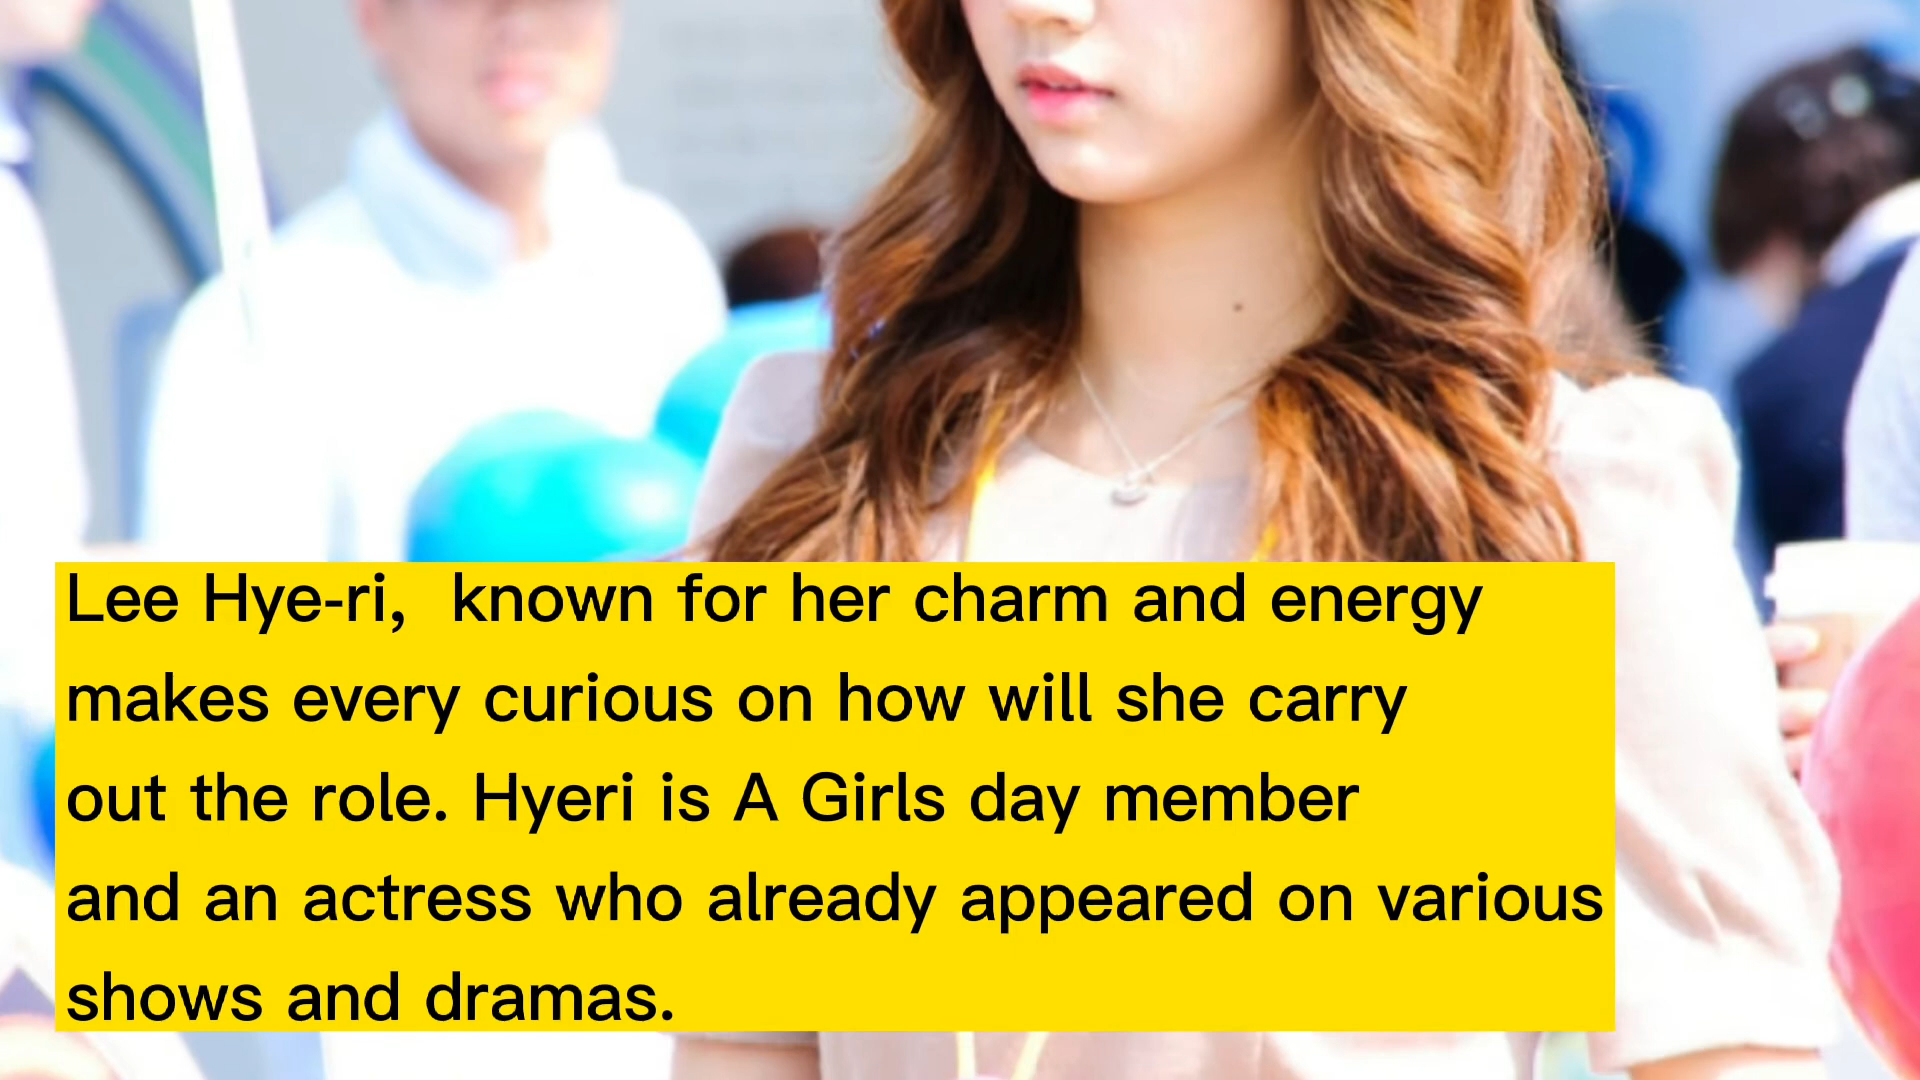 Lee Hye-ri,  known for her charm and energy
makes every curious on how will she carry
out the role. Hyeri is A Girls day member
and an actress who already appeared on various
shows and dramas.